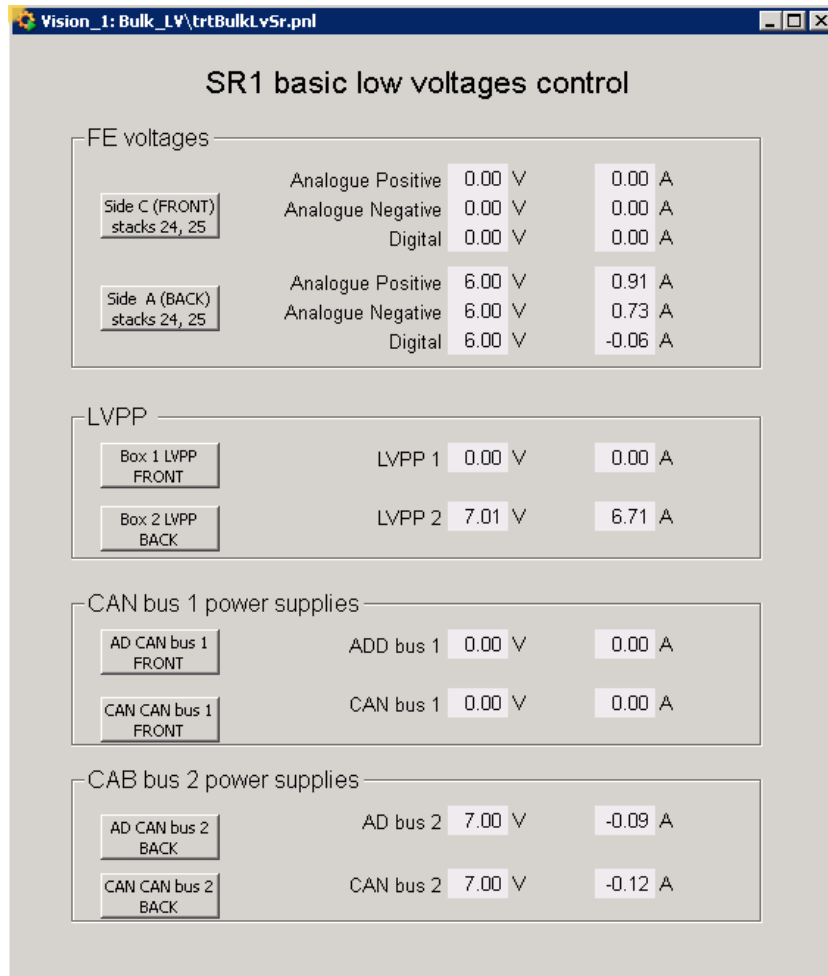 Vision_1: Bulk_LV\trtBulkLvSr.pnl
SR1 basic low voltages control
FE voltages
Side C (FRONT)
stacks 24, 25
Analogue Positive 0.00 V 0.00 A
Analogue Negative 0.00 V 0.00 A
Digital 0.00 V 0.00 A
Side A (BACK)
stacks 24, 25
Analogue Positive 6.00 V 0.91 A
Analogue Negative 6.00 V 0.73 A
Digital 6.00 V -0.06 A
LVPP
Box 1 LVPP
FRONT
LVPP 1 0.00 V 0.00 A
Box 2 LVPP
BACK
LVPP 2 7.01 V 6.71 A
CAN bus 1 power supplies
AD CAN bus 1
FRONT
ADD bus 1 0.00 V 0.00 A
CAN CAN bus 1
FRONT
CAN bus 1 0.00 V 0.00 A
CAB bus 2 power supplies
AD CAN bus 2
BACK
AD bus 2 7.00 V -0.09 A
CAN CAN bus 2
BACK
CAN bus 2 7.00 V -0.12 A